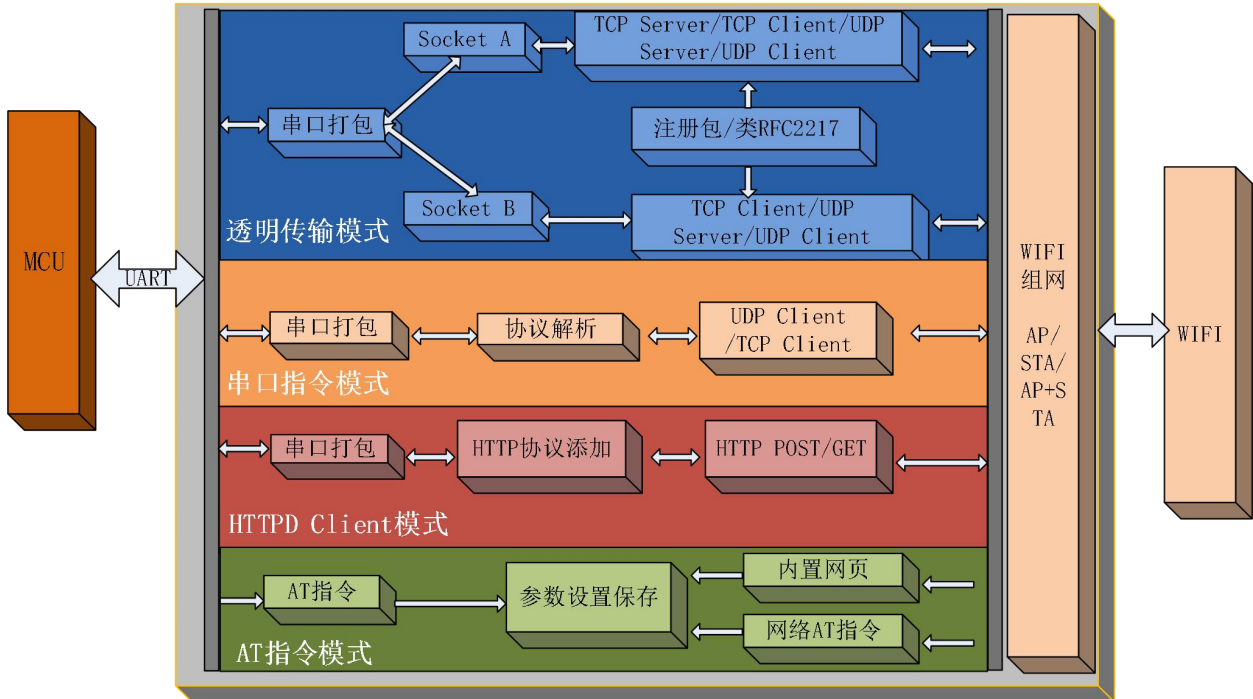 MCU
UART
Socket A
TCP Server/TCP Client/UDP
Server/UDP Client
串口打包
注册包/类RFC2217
Socket B
TCP Client/UDP
Server/UDP Client
透明传输模式
串口打包
协议解析
UDP Client
/TCP Client
串口指令模式
串口打包
HTTP协议添加
HTTP POST/GET
HTTPD Client模式
AT指令
参数设置保存
内置网页
网络AT指令
AT指令模式
WIFI
组网
AP/
STA/
AP+S
TA
WIFI